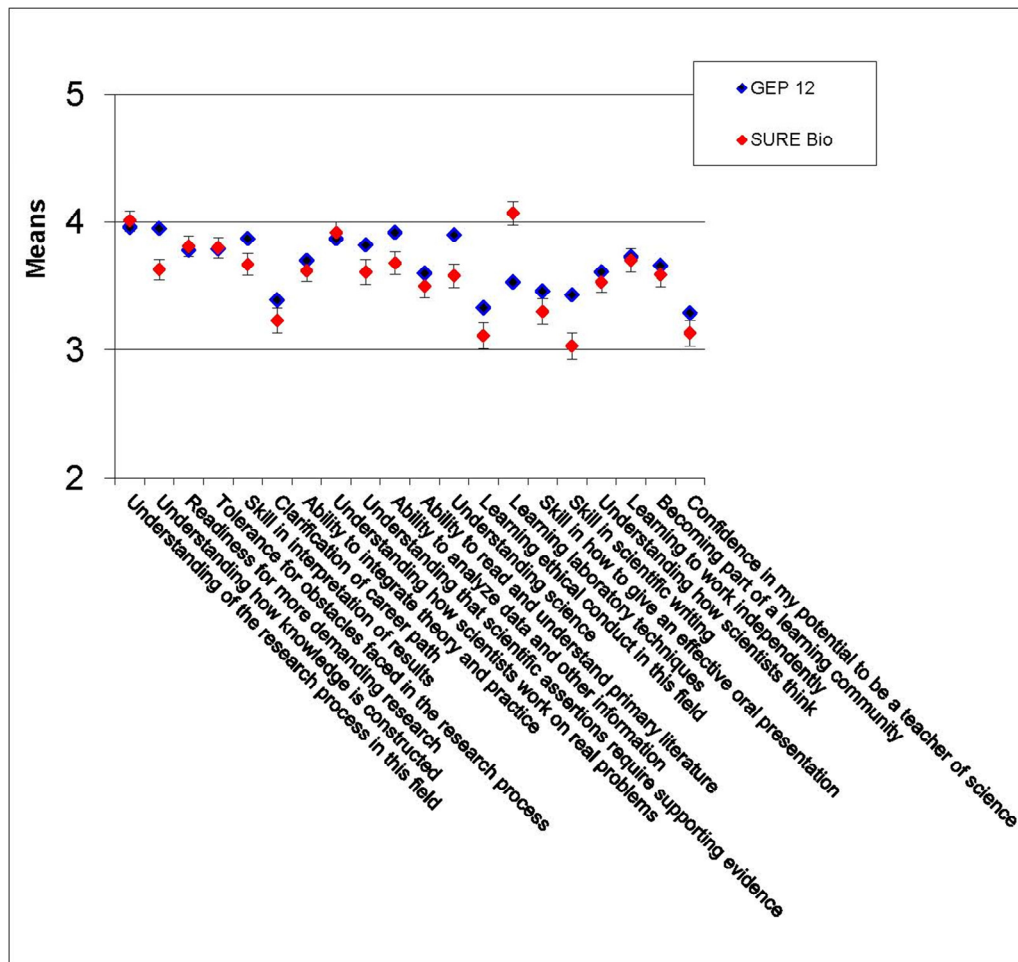 GEP 12
SURE Bio
Means
5
4
3
2
Understanding of the research process in this field
Understanding how knowledge is constructed
Readiness for more demanding research
Tolerance for obstacles faced in the research process
Skill in interpretation of results
Clarification of career path
Ability to integrate theory and practice
Understanding how scientists work on real problems
Understanding that scientific assertions require supporting evidence
Ability to analyze data and other information
Ability to read and understand primary literature
Understanding science
Learning ethical conduct in this field
Learning laboratory techniques
Skill in how to give an effective oral presentation
Skill in scientific writing
Understanding how scientists think
Learning to work independently
Becoming part of a learning community
Confidence in my potential to be a teacher of science